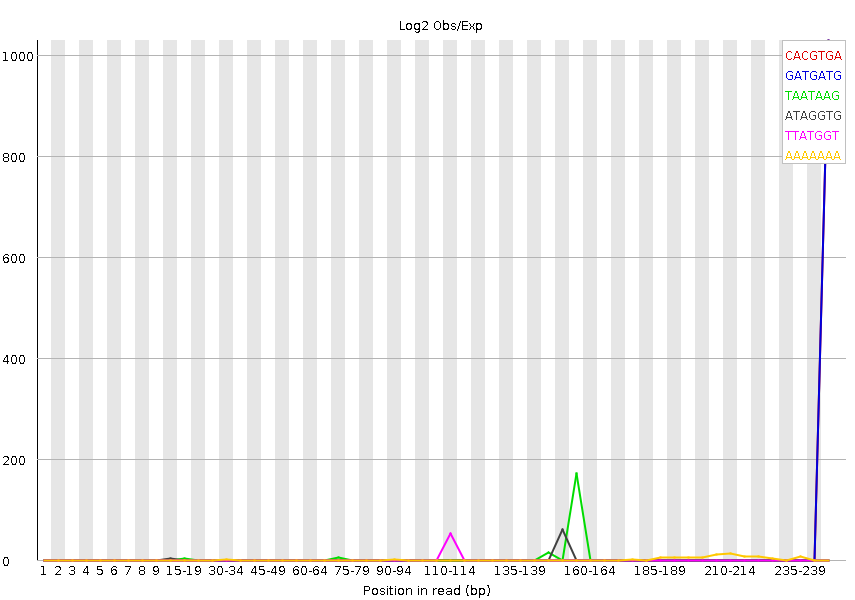 Log2 Obs/Exp
1000
800
600
400
200
0
CACGTGA
GATGATG
TAATAAG
ATAGGTG
TTATGGT
AAAAAAA
1 2 3 4 5 6 7 8 9 15-19 30-34 45-49 60-64 75-79 90-94 110-114 135-139 160-164 185-189 210-214 235-239
Position in read (bp)